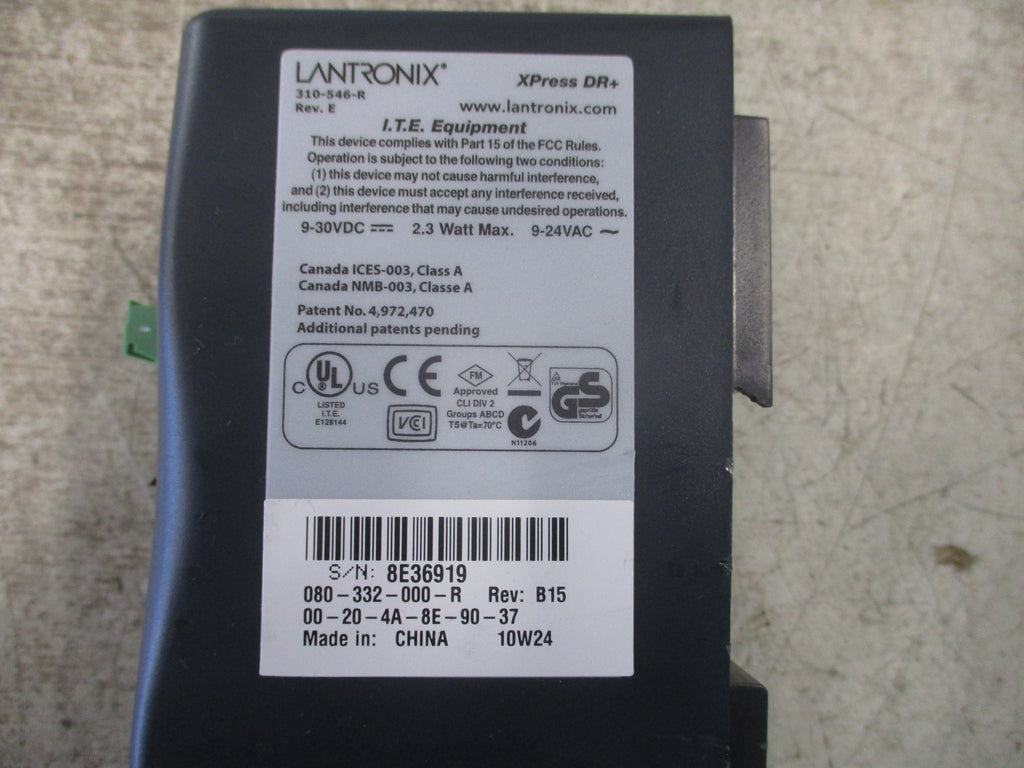 LANTRONIX®
XPress DR+
310-546-R
Rev. E
www.lantronix.com
I.T.E. Equipment
This device complies with Part 15 of the FCC Rules.
Operation is subject to the following two conditions:
(1) this device may not cause harmful interference,
and (2) this device must accept any interference received,
including interference that may cause undesired operations.
9-30VDC 2.3 Watt Max. 9-24VAC ~
Canada ICES-003, Class A
Canada NMB-003, Classe A
Patent No. 4,972,470
Additional patents pending
C UL® US
LISTED
I.T.E.
E128144
CE
VCI
FM
Approved
CLI DIV 2
Groups ABCD
T5@Ta=70°C
N11206
GS
geprüfte
Sicherheit
S/N: 8E36919
080-332-000-R Rev: B15
00-20-4A-8E-90-37
Made in: CHINA 10W24